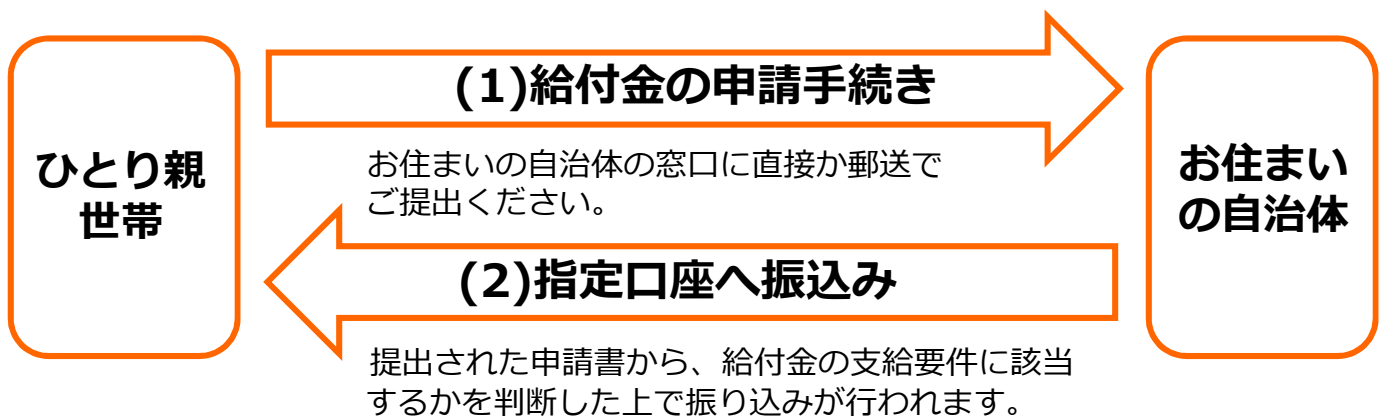 ひとり親
世帯
(1)給付金の申請手続き
お住まいの自治体の窓口に直接か郵送で
ご提出ください。
(2)指定口座へ振込み
提出された申請書から、給付金の支給要件に該当
するかを判断した上で振り込みが行われます。
お住まい
の自治体